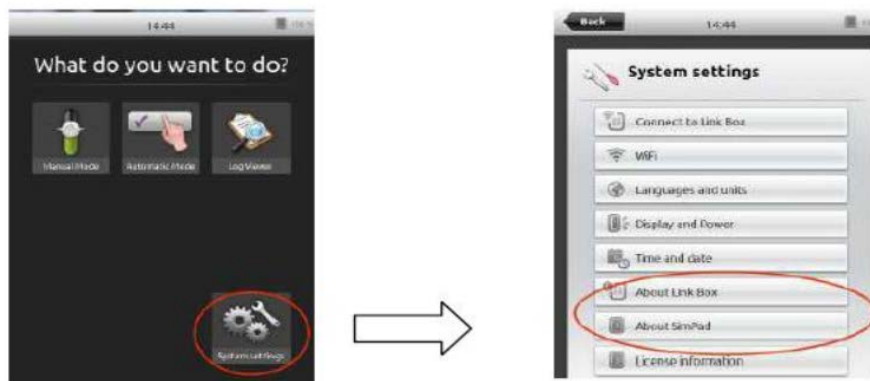 14:44
What do you want to do?
Manual Mode
Automatic Mode
Log Viewer
System settings
Back
14:44
System settings
Connect to Link Box
WiFi
Languages and units
Display and Power
Time and date
About Link Box
About SimPad
License information